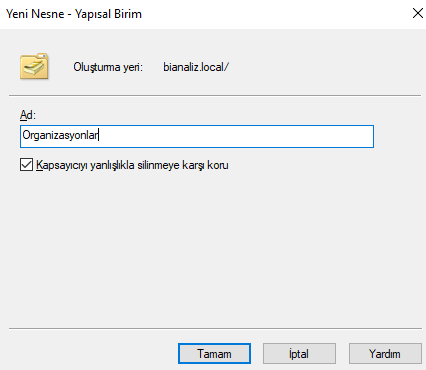 Yeni Nesne - Yapısal Birim
Oluşturma yeri: bianaliz.local/
Ad:
Organizasyonlar
Kapsayıcıyı yanlışlıkla silinmeye karşı koru
Tamam İptal Yardım